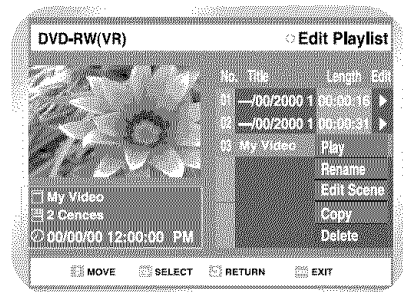 DVD-RW(VR) Edit Playlist
No. Title Length Edit
01 —/00/2000 1 00:00:16
02 —/00/2000 1 00:00:31
03 My Video Play
Rename
Edit Scene
Copy
Delete
My Video
2 Cences
00/00/00 12:00:00 PM
MOVE SELECT RETURN EXIT